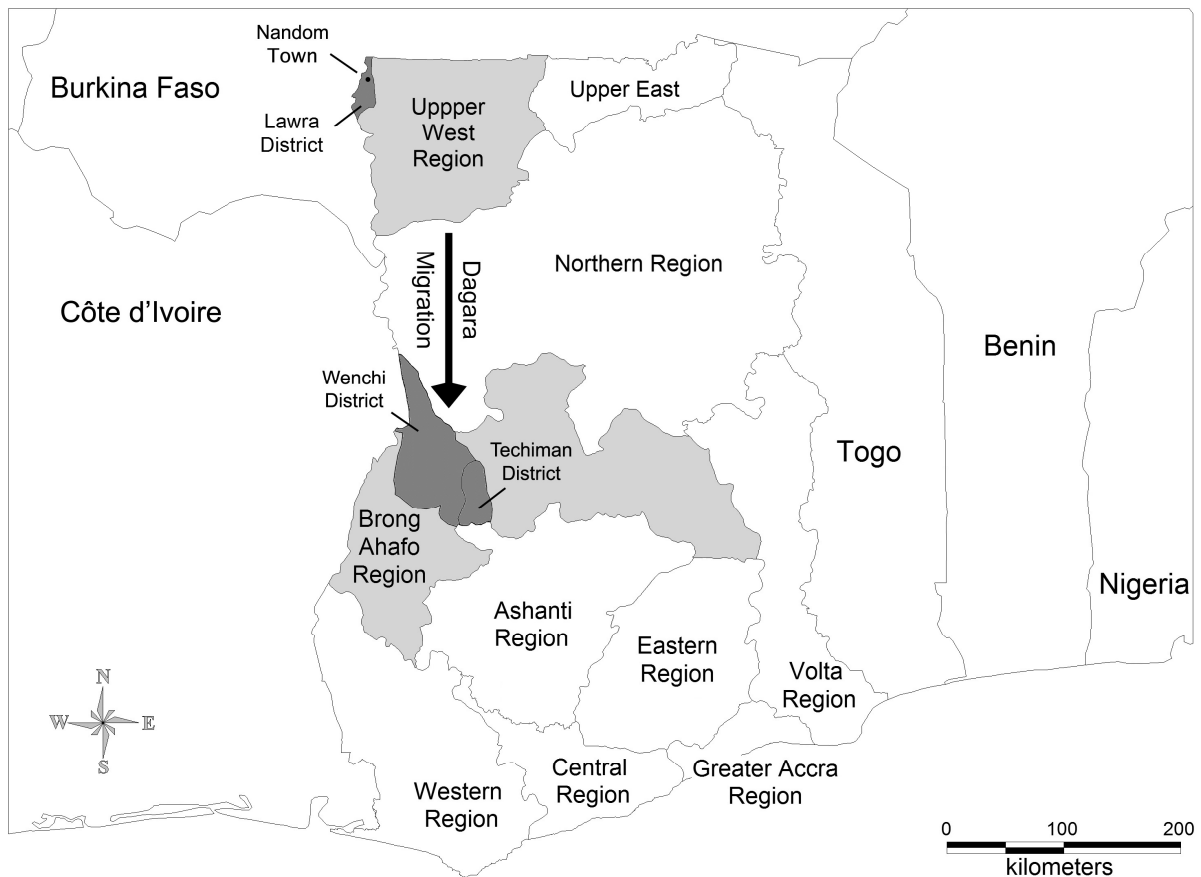 Nandom
Town
Burkina Faso
Lawra
District
Uppper
West
Region
Upper East
Northern Region
Dagara
Migration
Côte d'Ivoire
Wenchi
District
Techiman
District
Brong
Ahafo
Region
Benin
Togo
Nigeria
Ashanti
Region
Eastern
Region
Volta
Region
N
W
E
S
Western
Region
Central
Region
Greater Accra
Region
0 100 200
kilometers